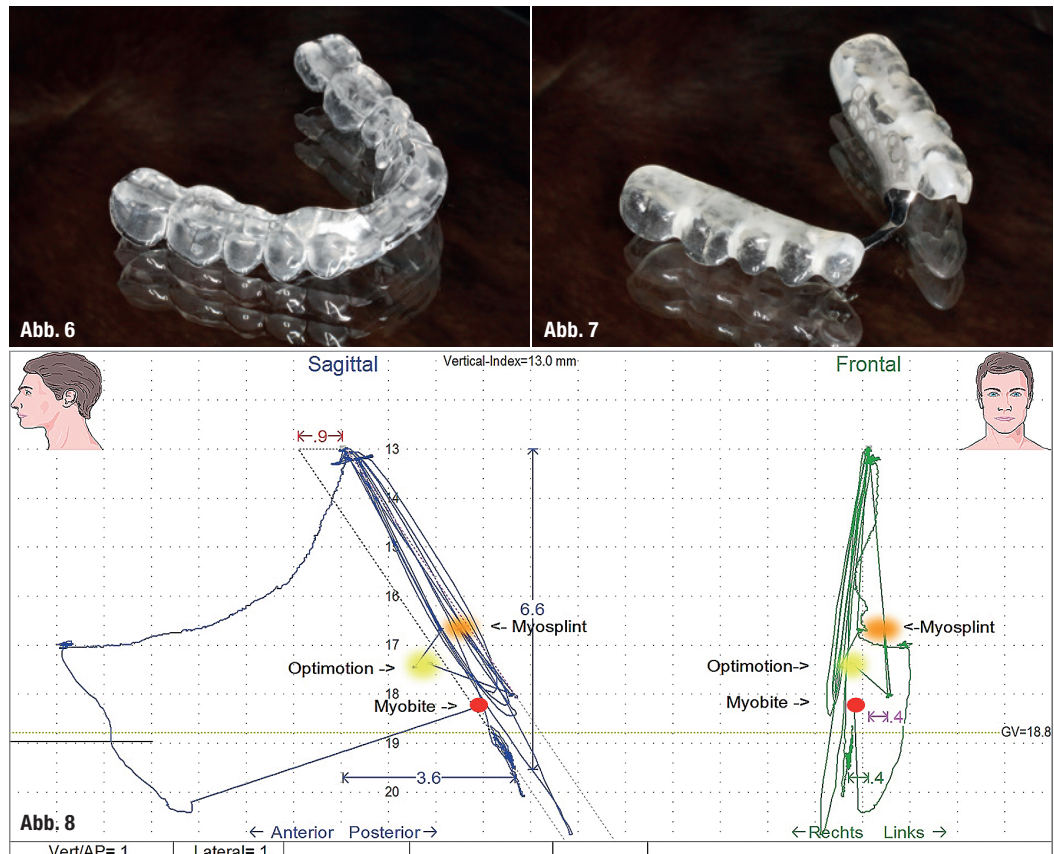 Abb. 6
Abb. 7
Sagittal
Vertical-Index=13.0 mm
Frontal
.9
13
14
15
16
6.6
<- Myosplint
<-Myosplint
17
Optimotion ->
Optimotion->
18
Myobite ->
Myobite ->
.4
GV=18.8
19
3.6
.4
20
Abb. 8
← Anterior Posterior→
←Rechts Links →
Vert/AP= 1
Lateral= 1